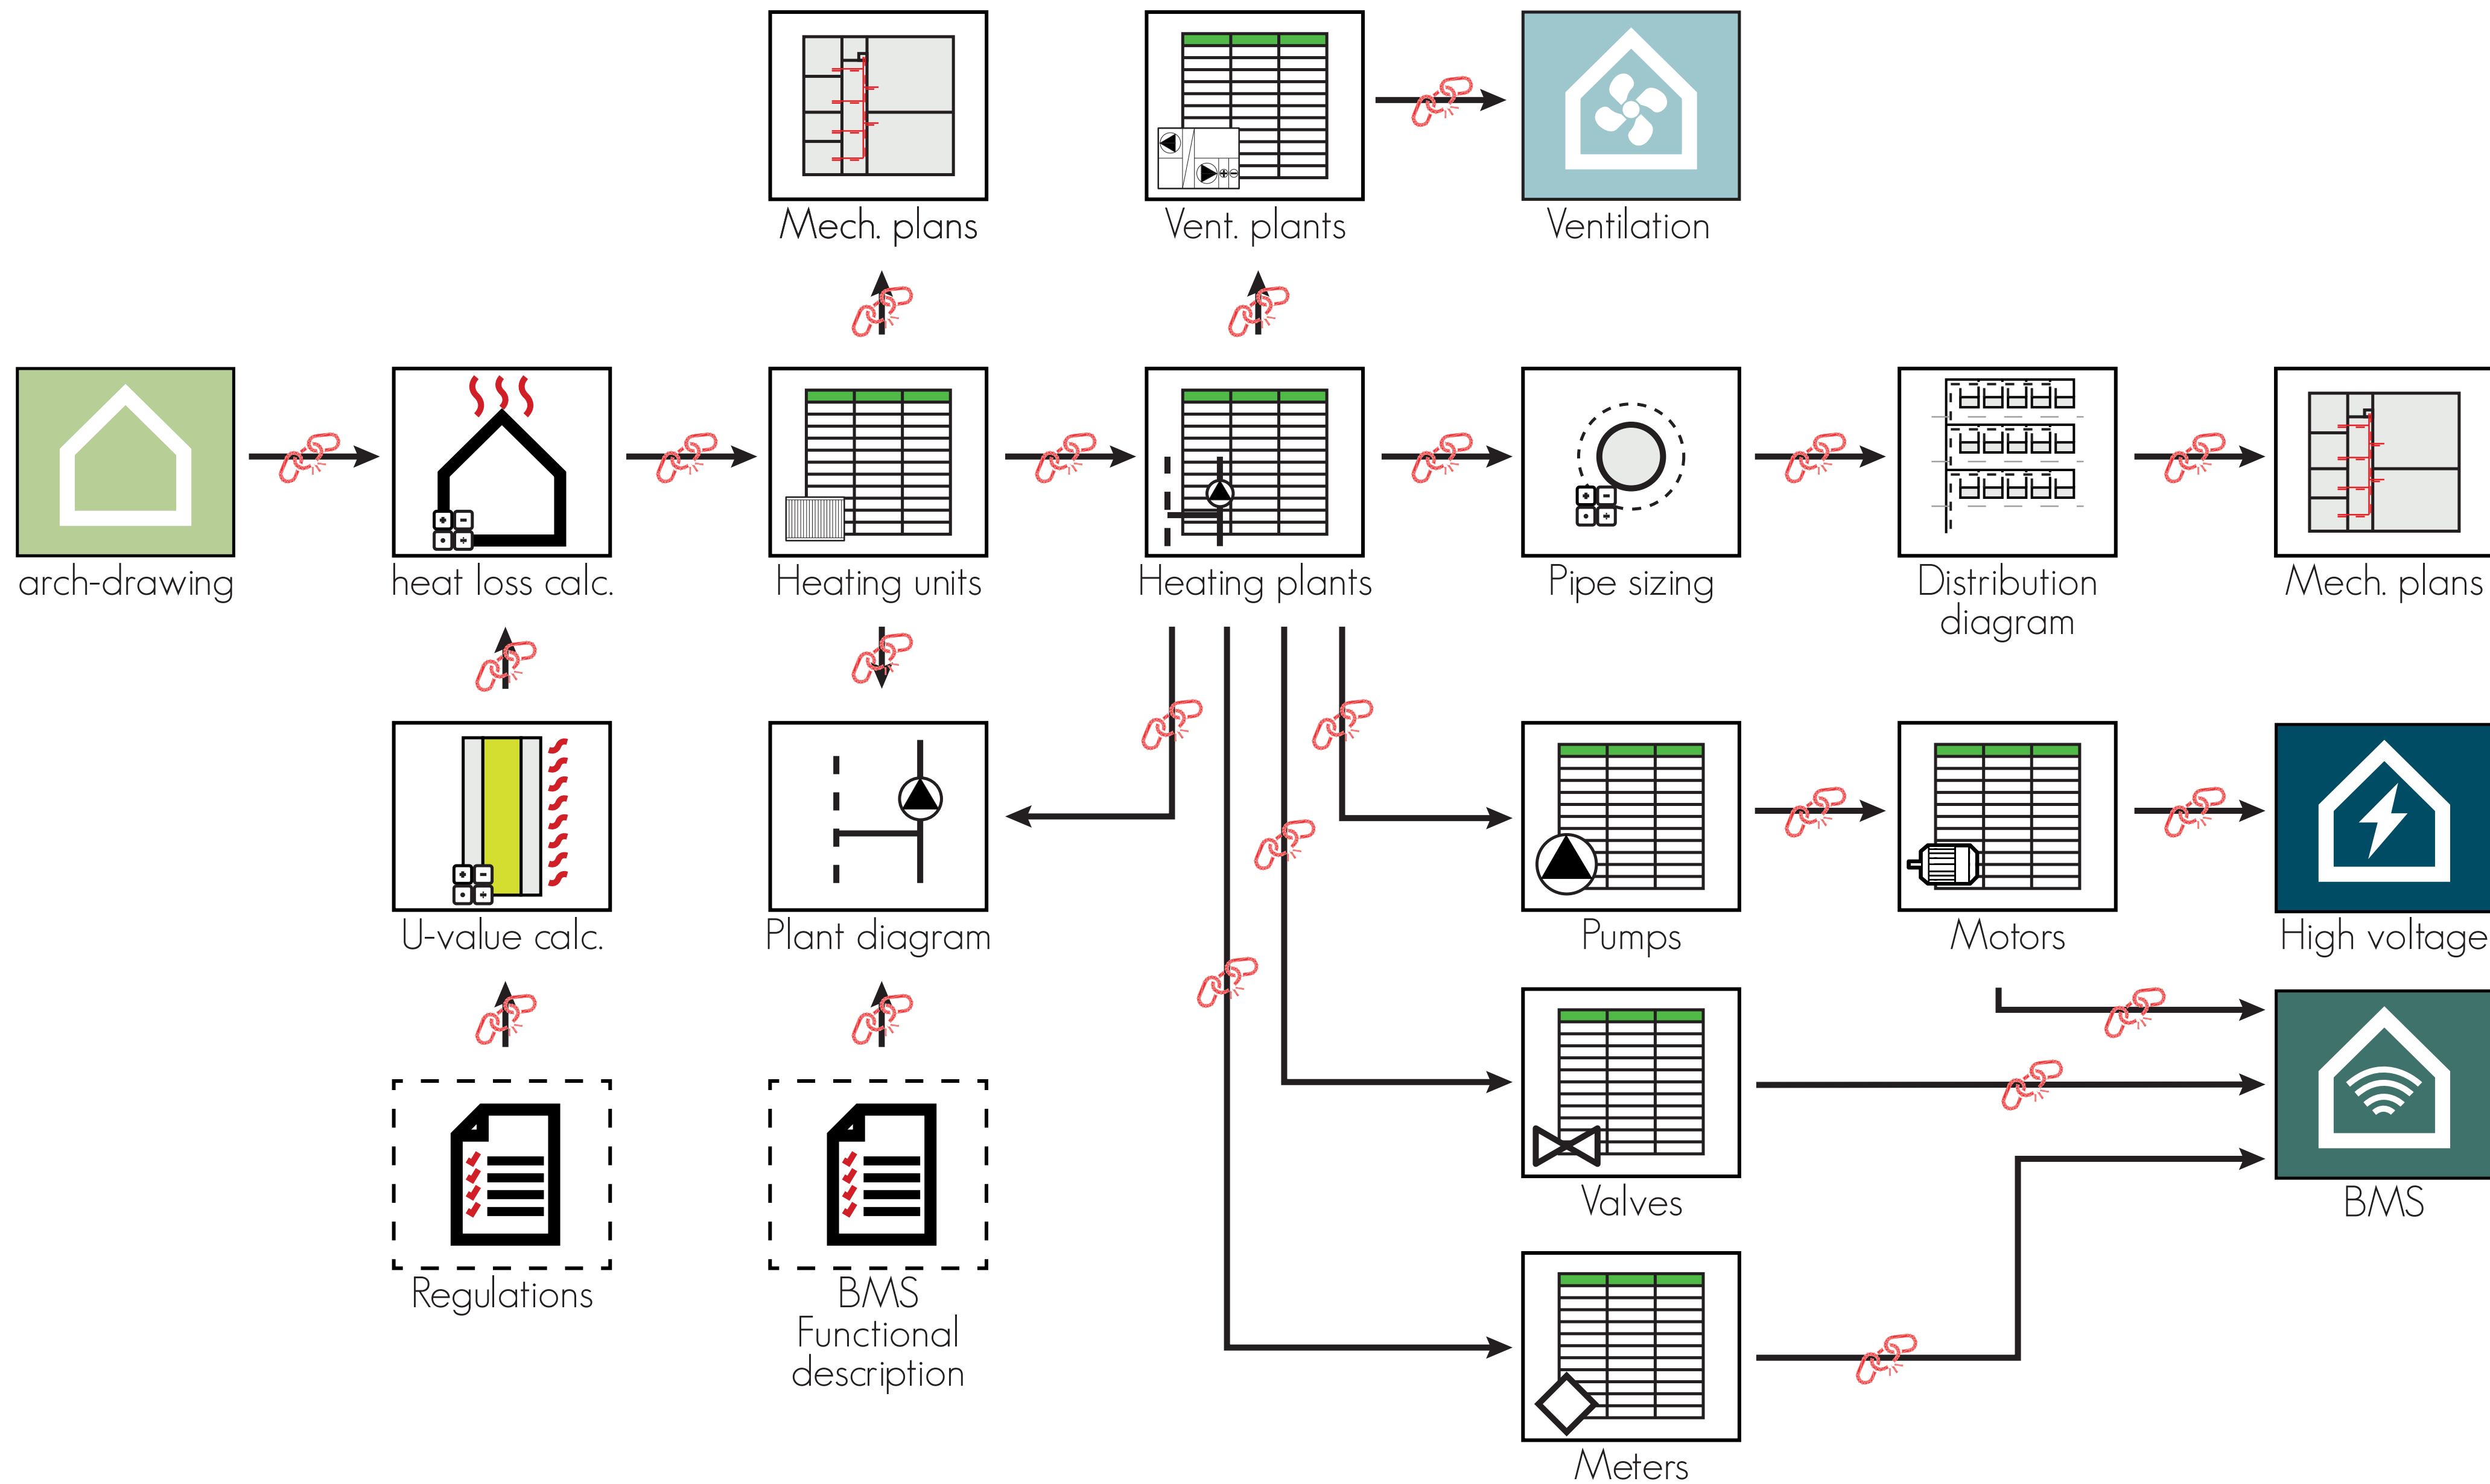 Mech. plans
Vent. plants
Ventilation
arch-drawing
heat loss calc.
Heating units
Heating plants
Pipe sizing
Distribution
diagram
Mech. plans
U-value calc.
Plant diagram
Pumps
Motors
High voltage
Valves
BMS
Regulations
BMS
Functional
description
Meters